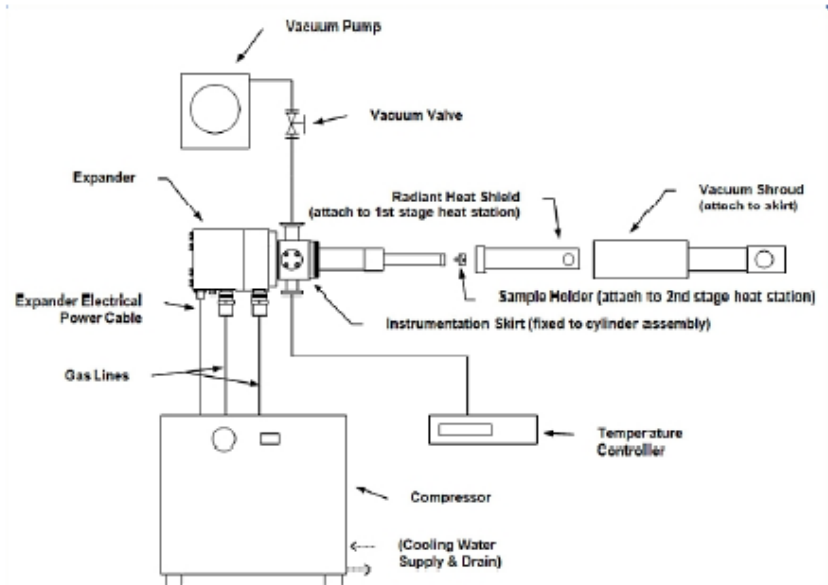 Vacuum Pump
Vacuum Valve
Expander
Radiant Heat Shield
(attach to 1st stage heat station)
Vacuum Shroud
(attach to skirt)
Sample Holder (attach to 2nd stage heat station)
Expander Electrical
Power Cable
Instrumentation Skirt (fixed to cylinder assembly)
Gas Lines
Temperature
Controller
Compressor
(Cooling Water
Supply & Drain)